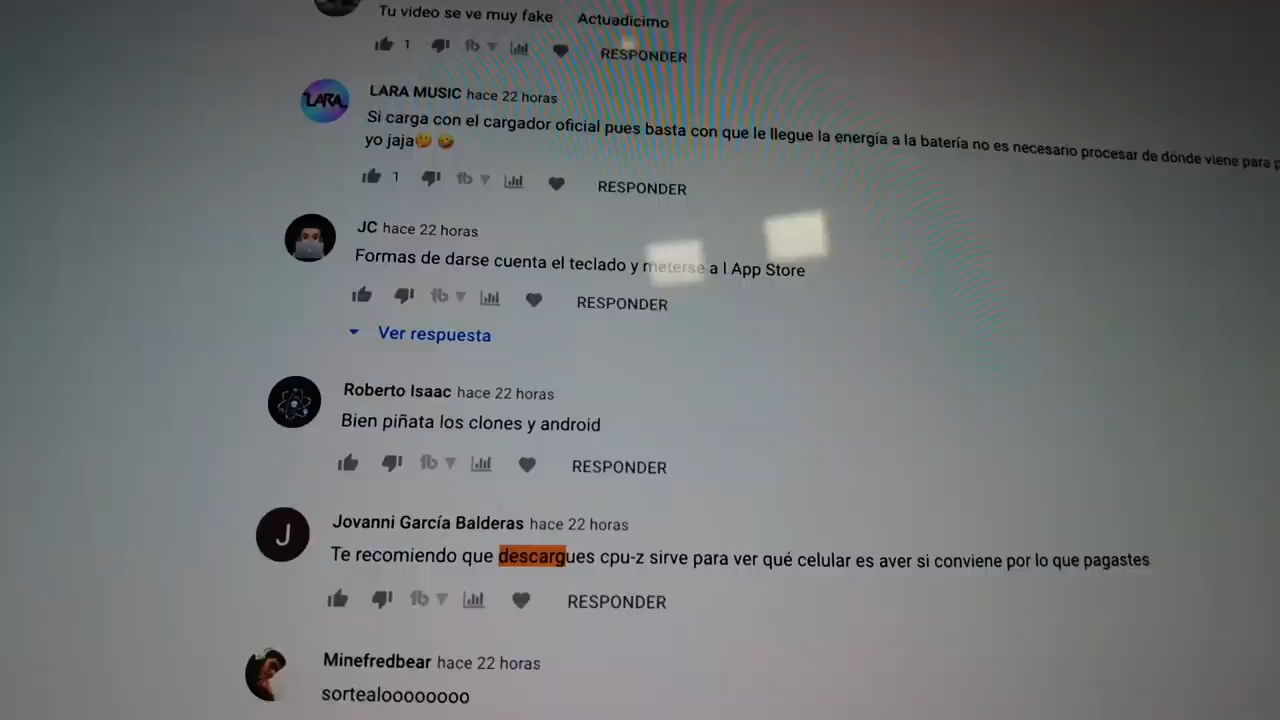 Tu video se ve muy fake Actuadicimo
1 RESPONDER
LARA
LARA MUSIC hace 22 horas
Si carga con el cargador oficial pues basta con que le llegue la energía a la batería no es necesario procesar de dónde viene para
yo jaja🤔🤣
1 RESPONDER
JC hace 22 horas
Formas de darse cuenta el teclado y meterse a l App Store
RESPONDER
Ver respuesta
Roberto Isaac hace 22 horas
Bien piñata los clones y android
RESPONDER
J
Jovanni García Balderas hace 22 horas
Te recomiendo que descargues cpu-z sirve para ver qué celular es aver si conviene por lo que pagastes
RESPONDER
Minefredbear hace 22 horas
sortealoooooooo